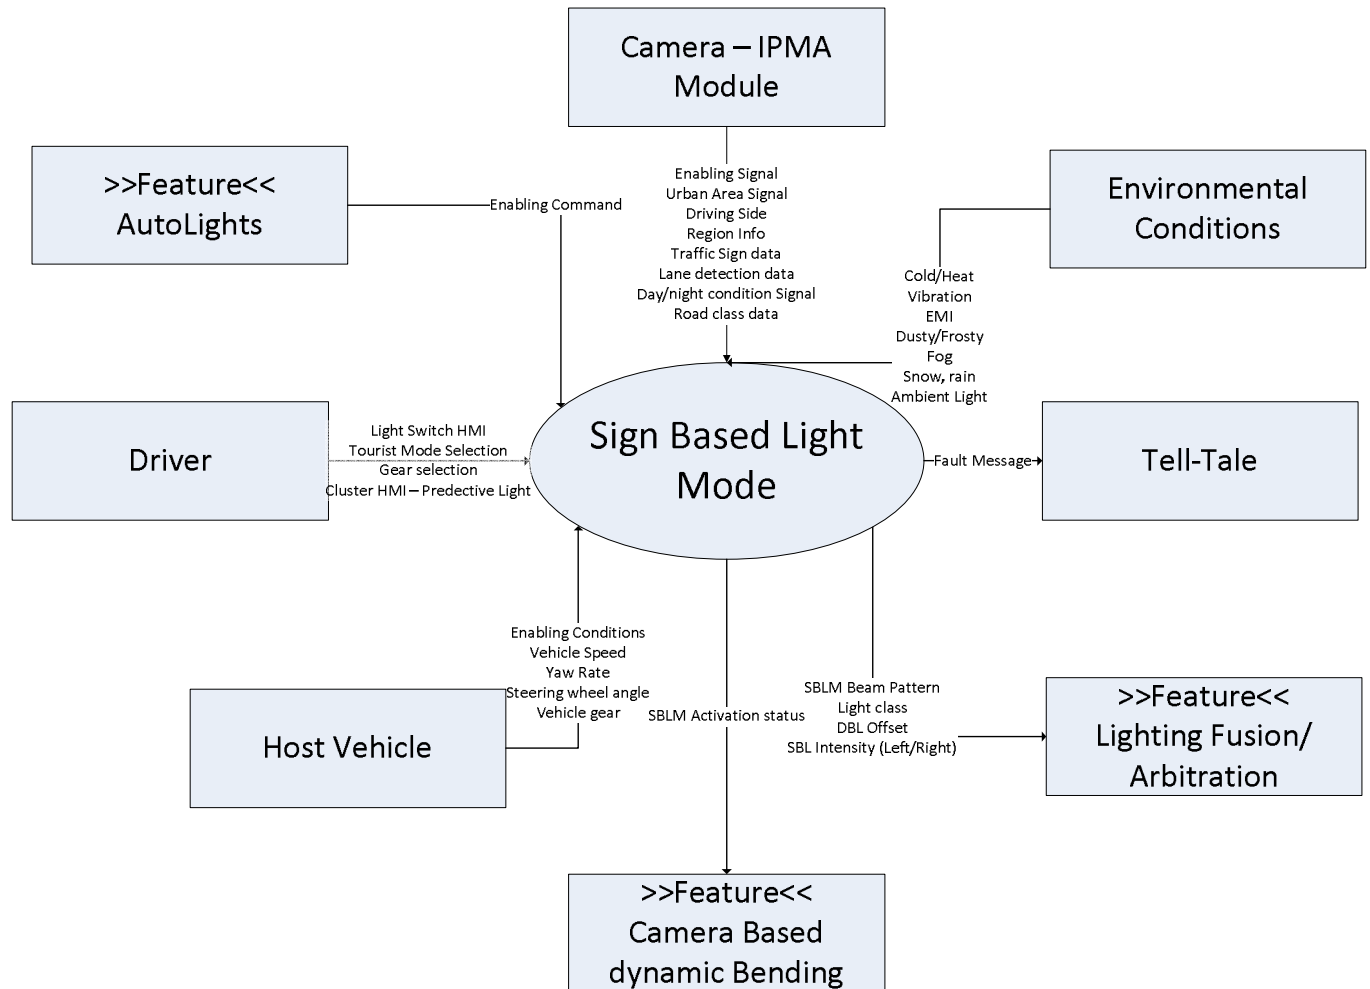 Camera – IPMA
Module
>>Feature<<
AutoLights
Enabling Command
Enabling Signal
Urban Area Signal
Driving Side
Region Info
Traffic Sign data
Lane detection data
Day/night condition Signal
Road class data
Environmental
Conditions
Cold/Heat
Vibration
EMI
Dusty/Frosty
Fog
Snow, rain
Ambient Light
Driver
Light Switch HMI
Tourist Mode Selection
Gear selection
Cluster HMI – Predective Light
Sign Based Light
Mode
Fault Message
Tell-Tale
Host Vehicle
Enabling Conditions
Vehicle Speed
Yaw Rate
Steering wheel angle
Vehicle gear
SBLM Activation status
SBLM Beam Pattern
Light class
DBL Offset
SBL Intensity (Left/Right)
>>Feature<<
Lighting Fusion/
Arbitration
>>Feature<<
Camera Based
dynamic Bending